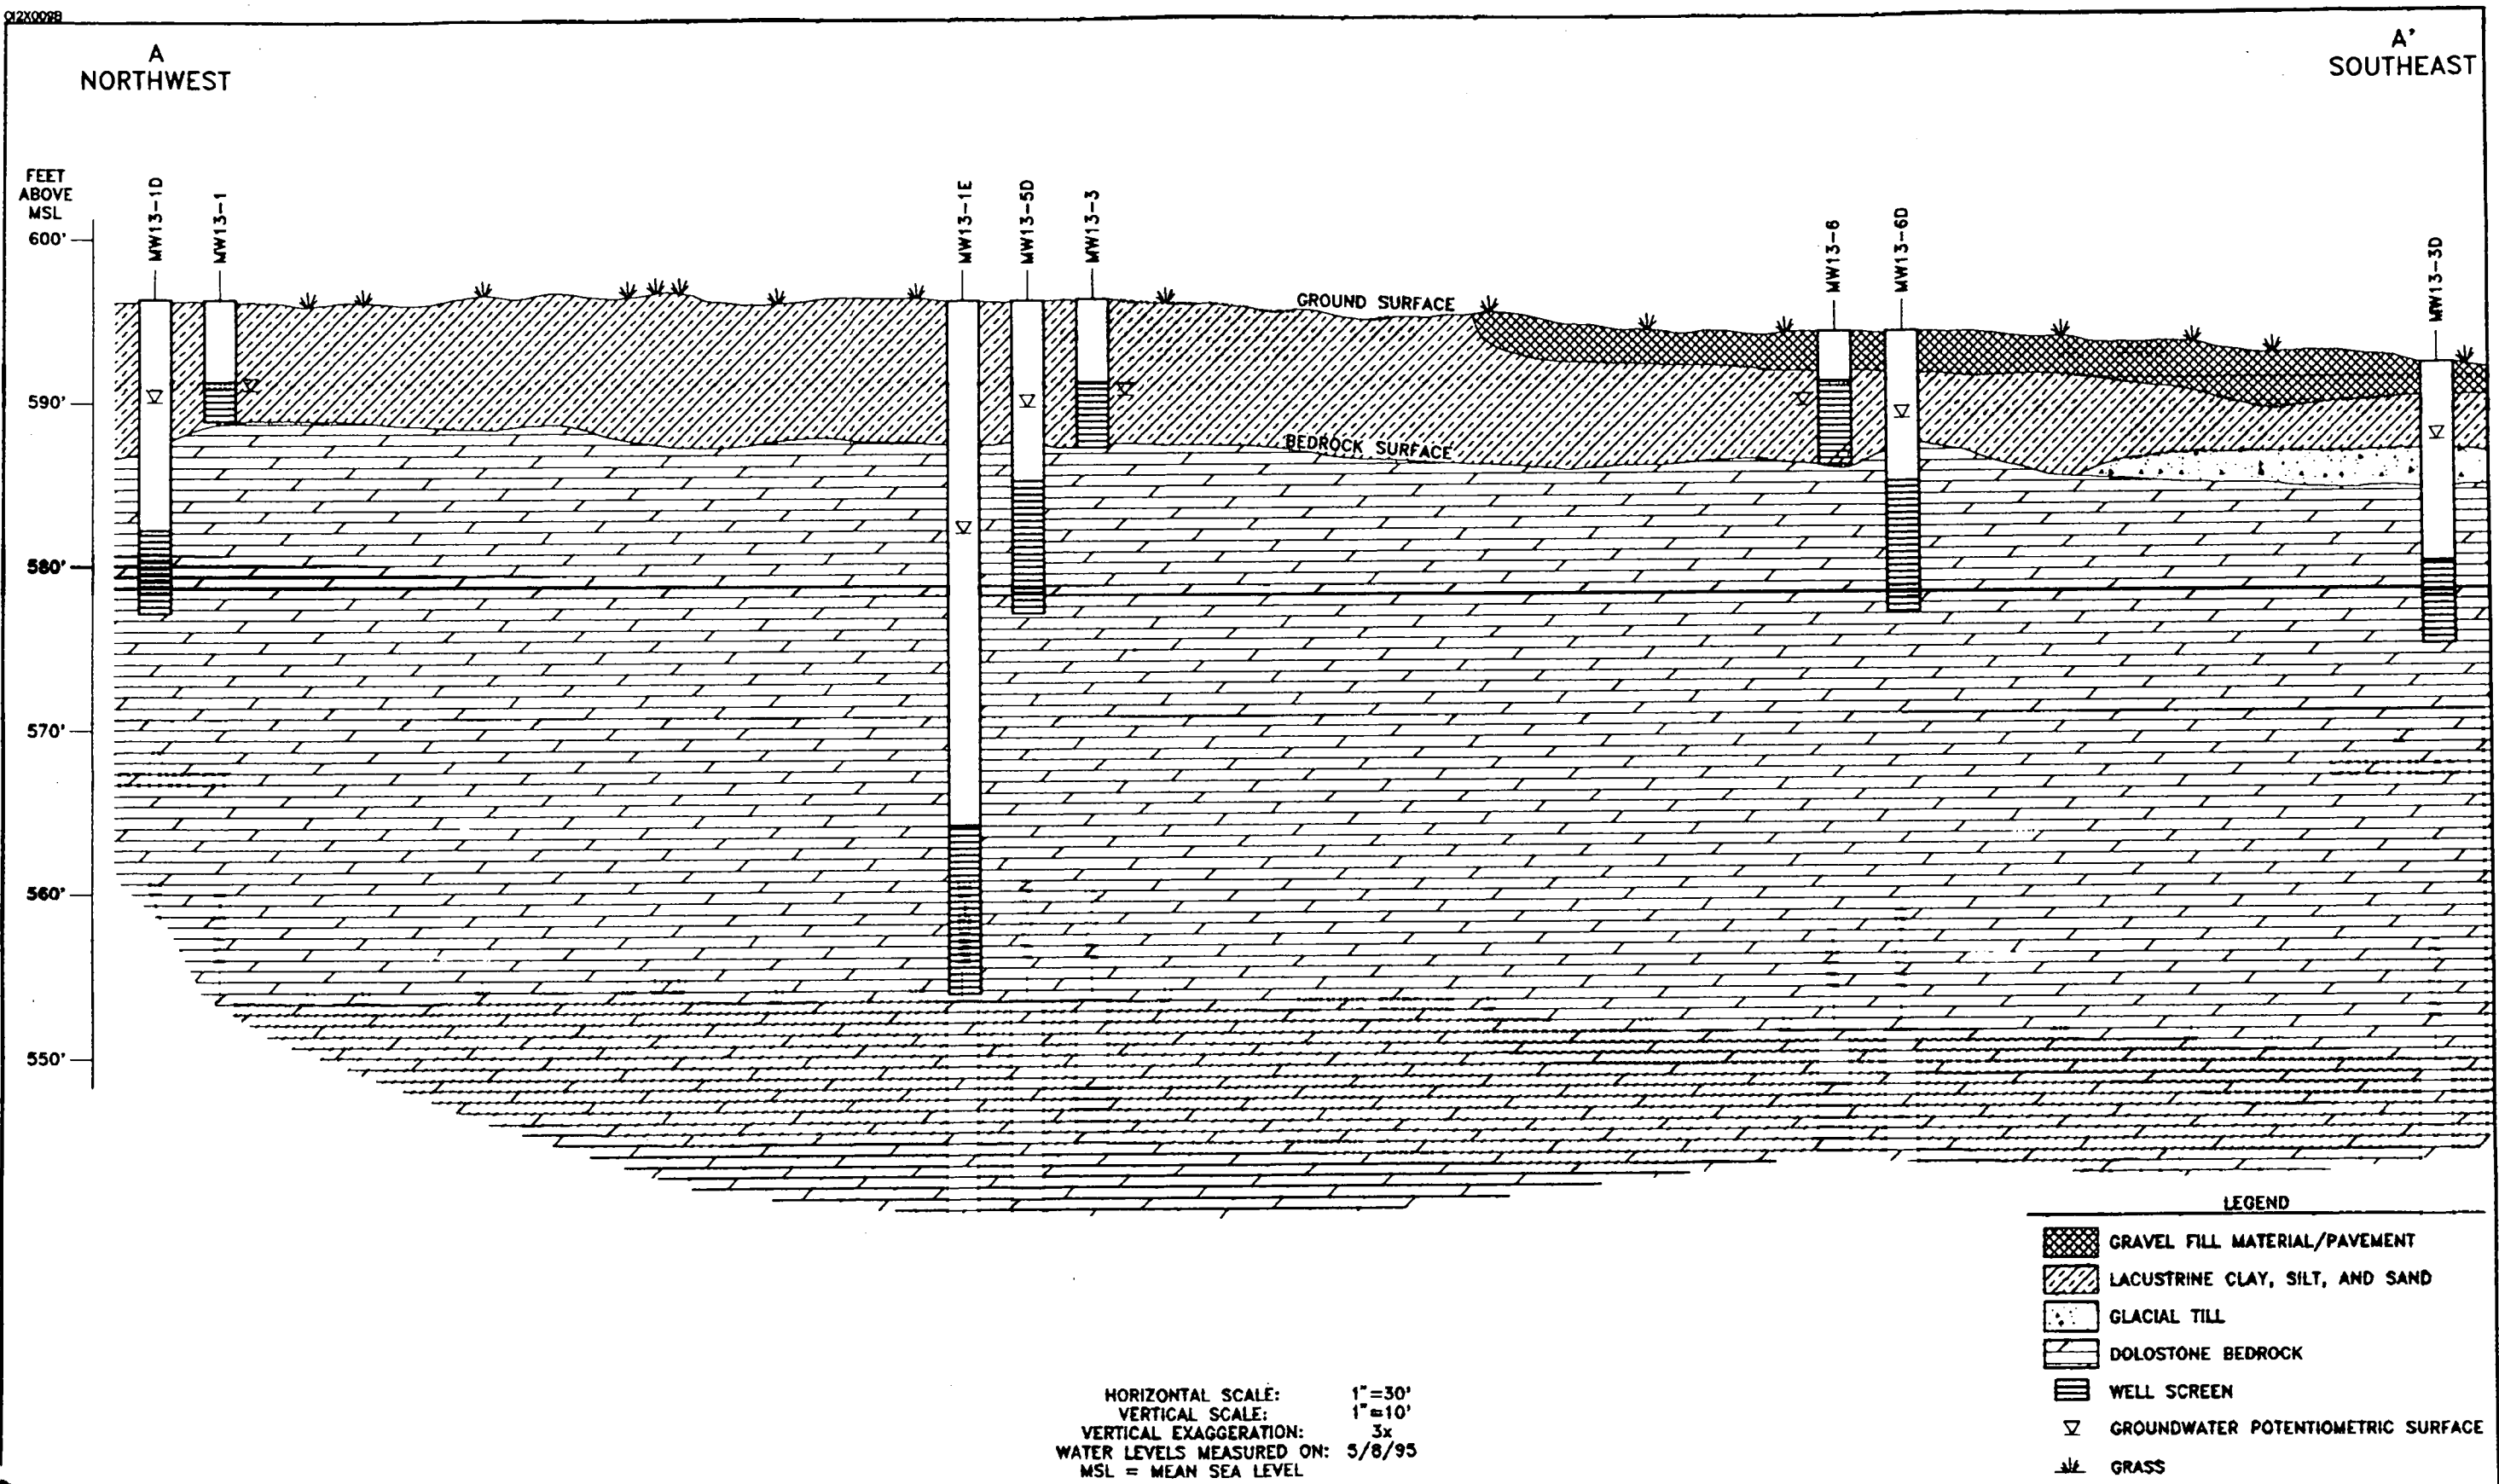 A
NORTHWEST
A'
SOUTHEAST
FEET
ABOVE
MSL
600'
590'
580'
570'
560'
550'
MW13-1D
MW13-1
MW13-1E
MW13-5D
MW13-3
MW13-6
MW13-6D
MW13-3D
GROUND SURFACE
BEDROCK SURFACE
LEGEND
GRAVEL FILL MATERIAL/PAVEMENT
LACUSTRINE CLAY, SILT, AND SAND
GLACIAL TILL
DOLOSTONE BEDROCK
WELL SCREEN
GROUNDWATER POTENTIOMETRIC SURFACE
GRASS
HORIZONTAL SCALE: 1"=30'
VERTICAL SCALE: 1"=10'
VERTICAL EXAGGERATION: 3x
WATER LEVELS MEASURED ON: 5/8/95
MSL = MEAN SEA LEVEL